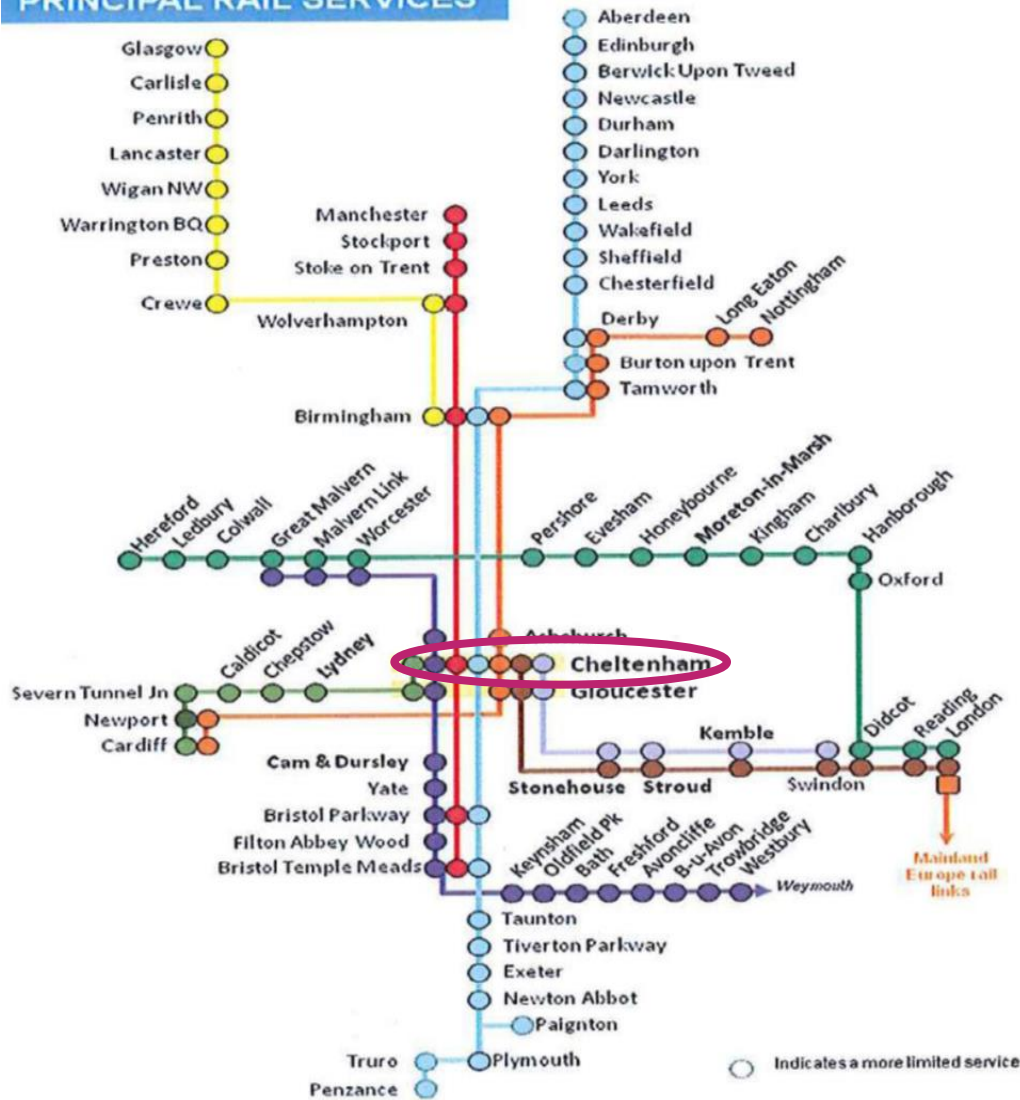 PRINCIPAL RAIL SERVICES
Aberdeen
Edinburgh
Berwick Upon Tweed
Newcastle
Durham
Darlington
York
Leeds
Wakefield
Sheffield
Chesterfield
Glasgow
Carlisle
Penrith
Lancaster
Wigan NW
Warrington BQ
Preston
Crewe
Manchester
Stockport
Stoke on Trent
Wolverhampton
Derby
Long Eaton
Nottingham
Burton upon Trent
Tamworth
Birmingham
Hereford
Ledbury
Colwall
Great Malvern
Malvern Link
Worcester
Pershore
Evesham
Honeybourne
Moreton-in-Marsh
Kingham
Charlbury
Hanborough
Oxford
Caldicot
Chepstow
Lydney
Cheltenham
Gloucester
Severn Tunnel Jn
Newport
Cardiff
Kemble
Didcot
Reading
London
Cam & Dursley
Yate
Stonehouse
Stroud
Swindon
Bristol Parkway
Filton Abbey Wood
Bristol Temple Meads
Keynsham
Oldfield Pk
Bath
Freshford
Avoncliffe
B-u-Avon
Trowbridge
Westbury
Weymouth
Mainland
Europe rail
links
Taunton
Tiverton Parkway
Exeter
Newton Abbot
Paignton
Truro
Plymouth
Penzance
Indicates a more limited service